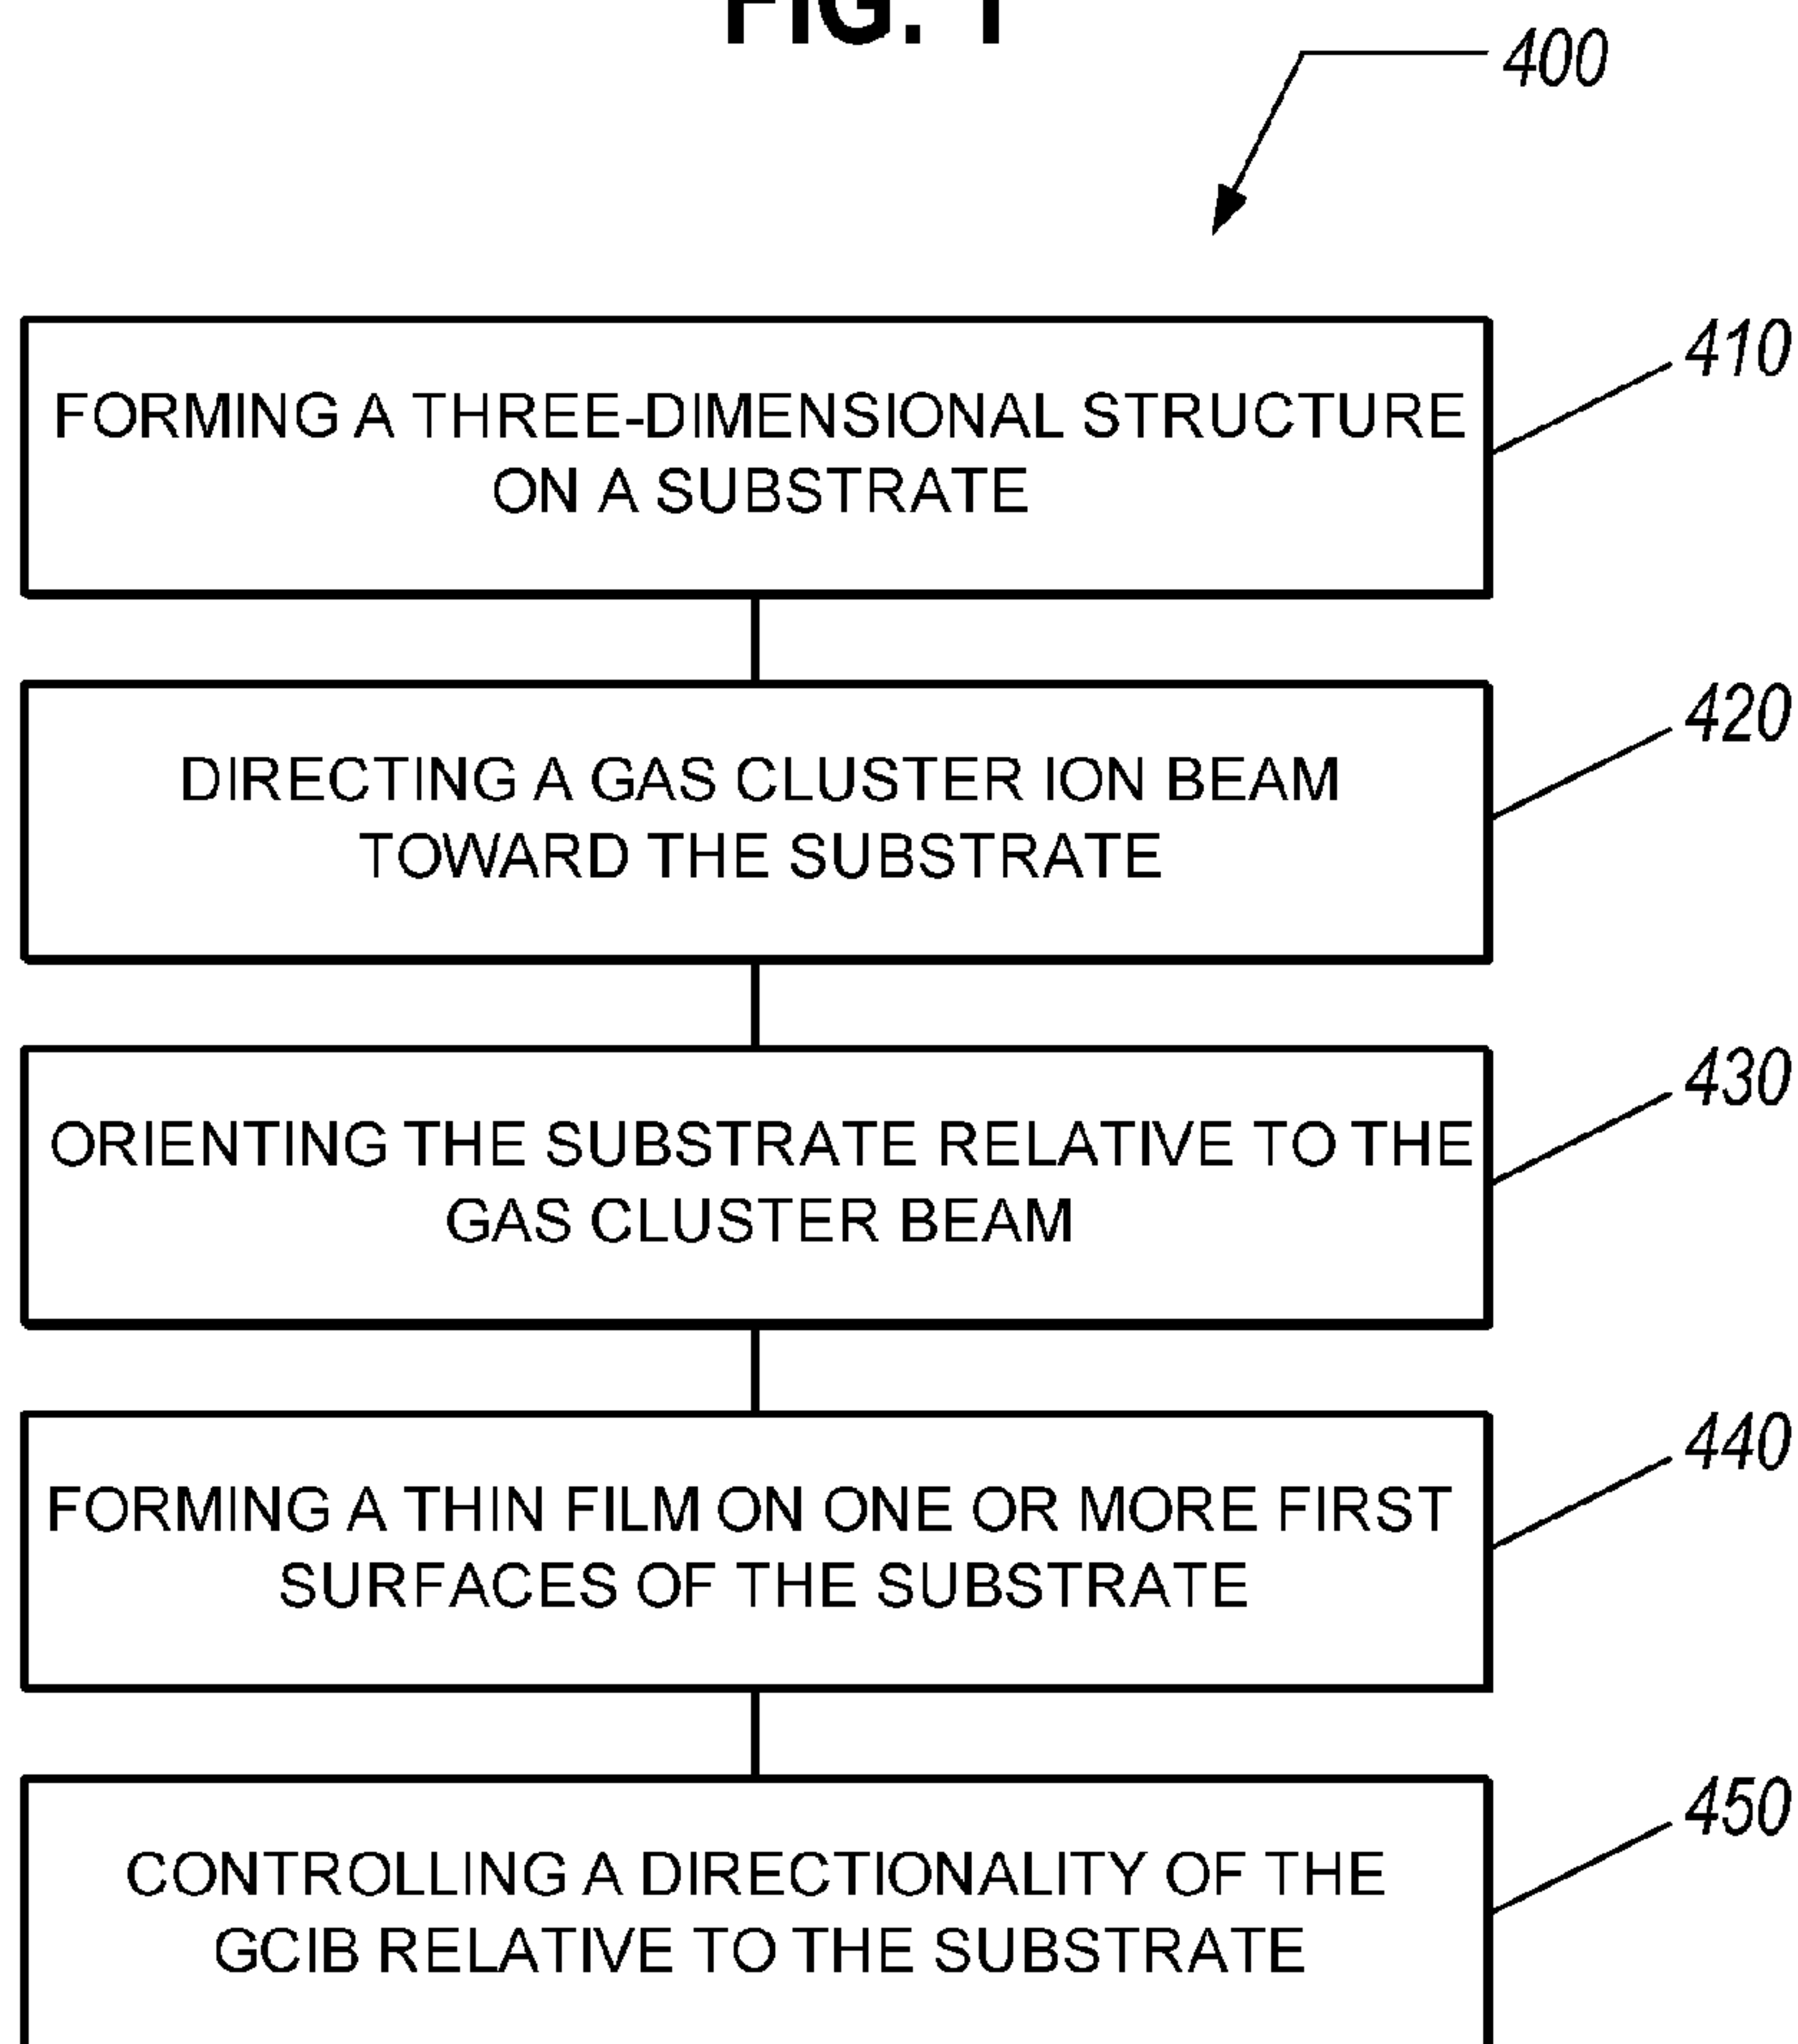 FIG. 1
400
FORMING A THREE-DIMENSIONAL STRUCTURE
ON A SUBSTRATE
410
DIRECTING A GAS CLUSTER ION BEAM
TOWARD THE SUBSTRATE
420
ORIENTING THE SUBSTRATE RELATIVE TO THE
GAS CLUSTER BEAM
430
FORMING A THIN FILM ON ONE OR MORE FIRST
SURFACES OF THE SUBSTRATE
440
CONTROLLING A DIRECTIONALITY OF THE
GCIB RELATIVE TO THE SUBSTRATE
450